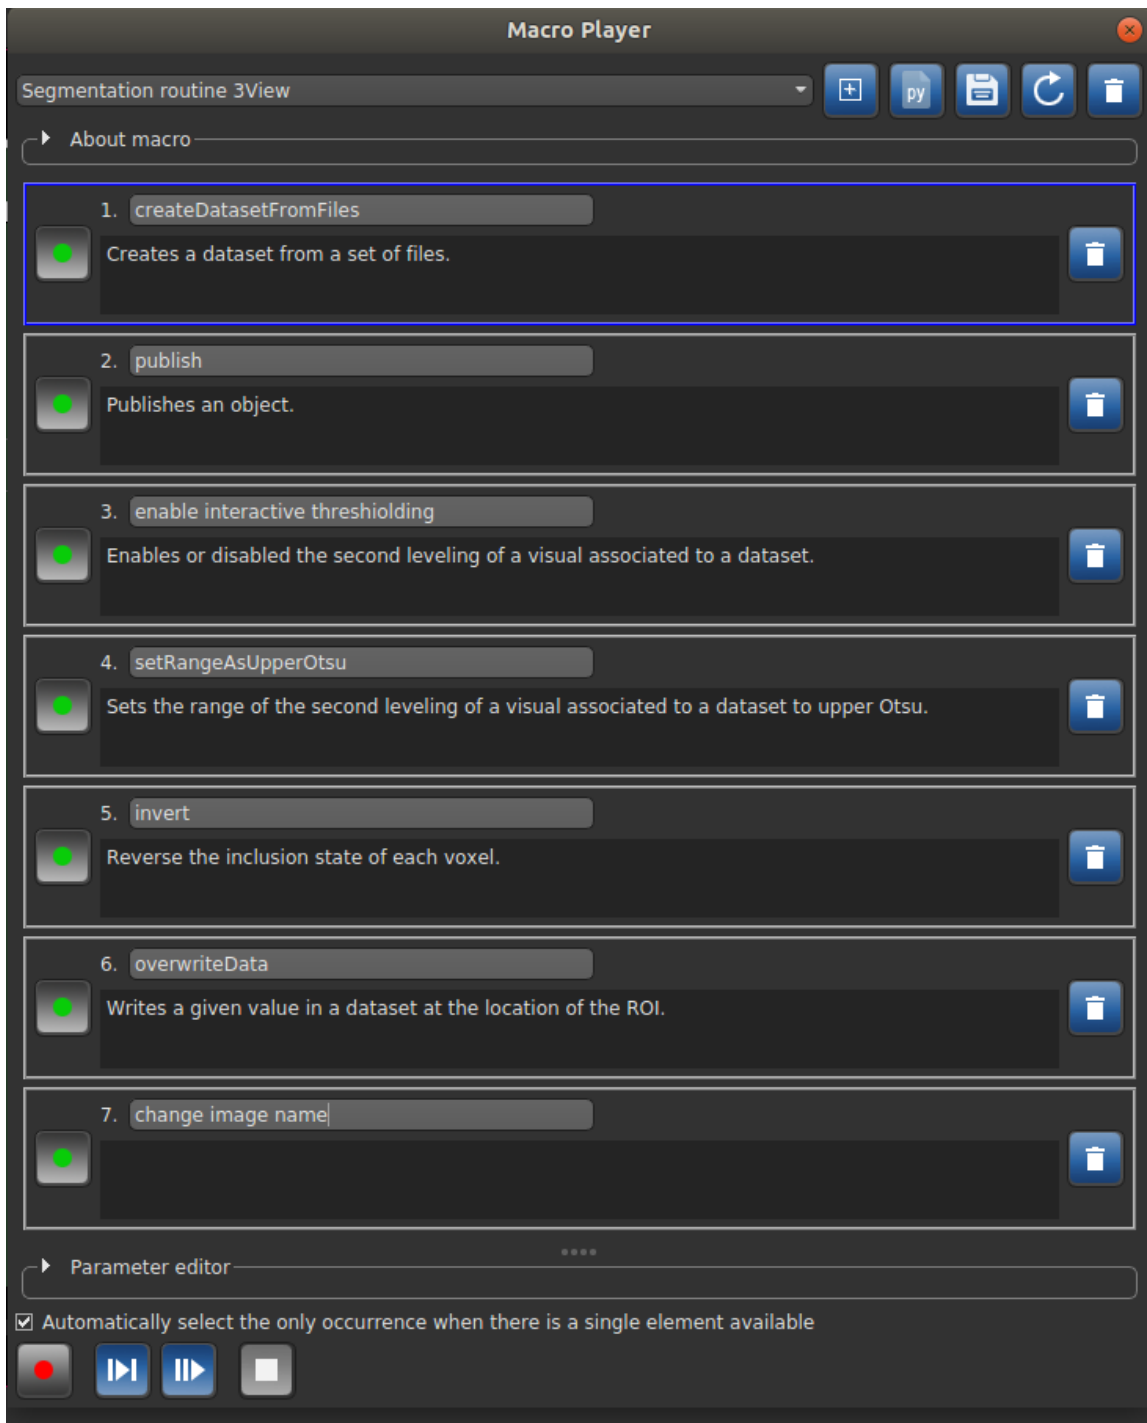 Macro Player
Segmentation routine 3View
py
About macro
1. createDatasetFromFiles
Creates a dataset from a set of files.
2. publish
Publishes an object.
3. enable interactive threshiolding
Enables or disabled the second leveling of a visual associated to a dataset.
4. setRangeAsUpperOtsu
Sets the range of the second leveling of a visual associated to a dataset to upper Otsu.
5. invert
Reverse the inclusion state of each voxel.
6. overwriteData
Writes a given value in a dataset at the location of the ROI.
7. change image name
Parameter editor
Automatically select the only occurrence when there is a single element available